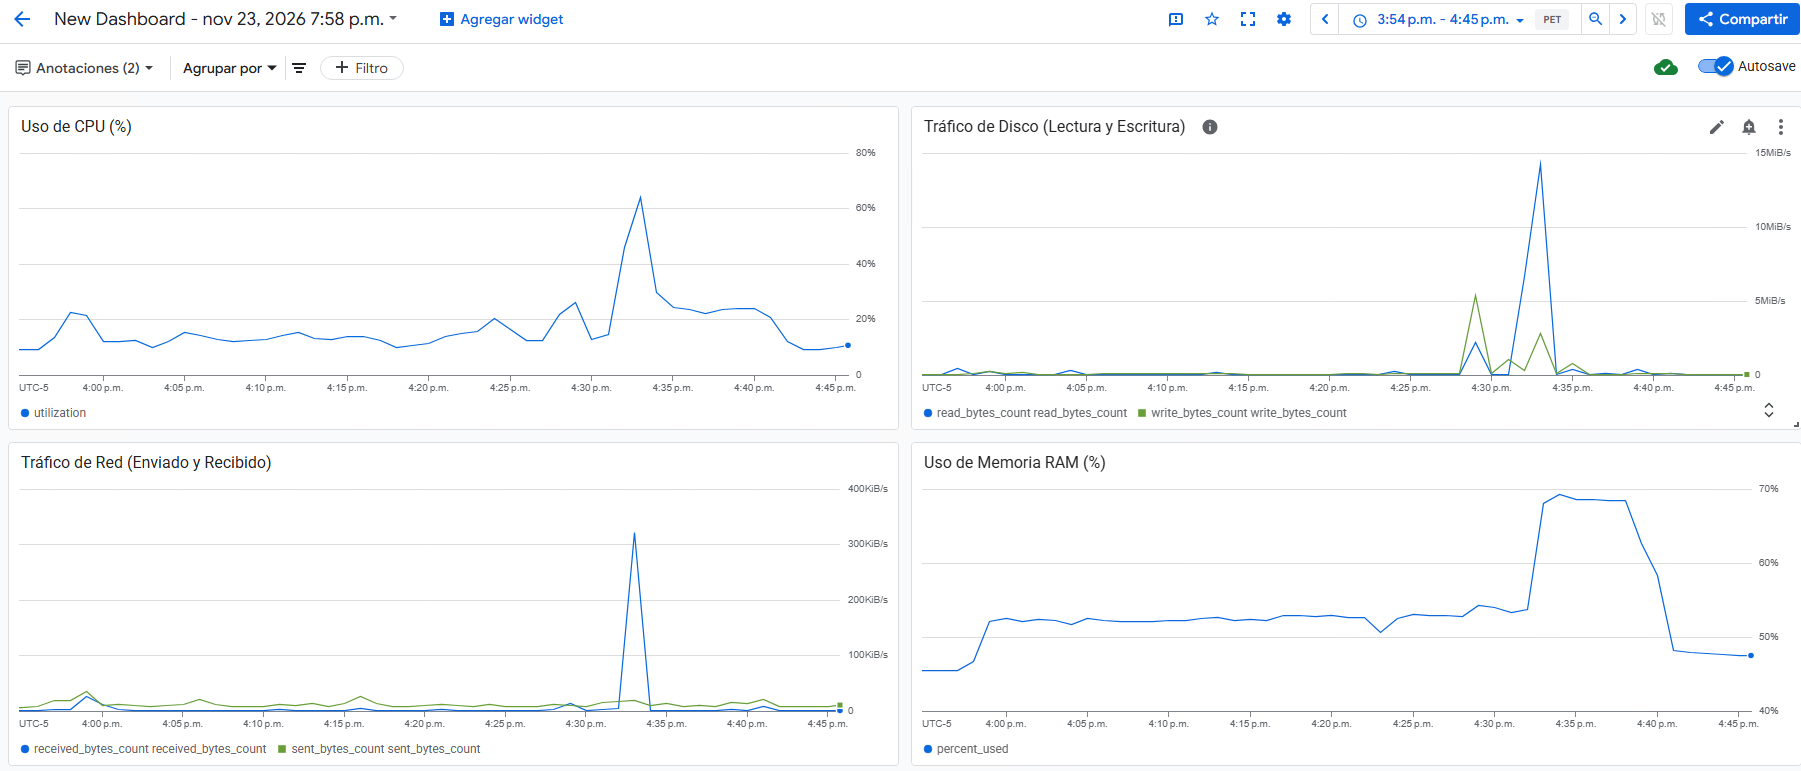 New Dashboard - nov 23, 2026 7:58 p.m.
Agregar widget
3:54 p.m. - 4:45 p.m.
PET
Compartir
Anotaciones (2)
Agrupar por
Filtro
Autosave
Uso de CPU (%)
80%
60%
40%
20%
0
UTC-5 4:00 p.m. 4:05 p.m. 4:10 p.m. 4:15 p.m. 4:20 p.m. 4:25 p.m. 4:30 p.m. 4:35 p.m. 4:40 p.m. 4:45 p.m.
utilization
Tráfico de Disco (Lectura y Escritura)
15MiB/s
10MiB/s
5MiB/s
0
UTC-5 4:00 p.m. 4:05 p.m. 4:10 p.m. 4:15 p.m. 4:20 p.m. 4:25 p.m. 4:30 p.m. 4:35 p.m. 4:40 p.m. 4:45 p.m.
read_bytes_count read_bytes_count write_bytes_count write_bytes_count
Tráfico de Red (Enviado y Recibido)
400KiB/s
300KiB/s
200KiB/s
100KiB/s
0
UTC-5 4:00 p.m. 4:05 p.m. 4:10 p.m. 4:15 p.m. 4:20 p.m. 4:25 p.m. 4:30 p.m. 4:35 p.m. 4:40 p.m. 4:45 p.m.
received_bytes_count received_bytes_count sent_bytes_count sent_bytes_count
Uso de Memoria RAM (%)
70%
60%
50%
40%
UTC-5 4:00 p.m. 4:05 p.m. 4:10 p.m. 4:15 p.m. 4:20 p.m. 4:25 p.m. 4:30 p.m. 4:35 p.m. 4:40 p.m. 4:45 p.m.
percent_used